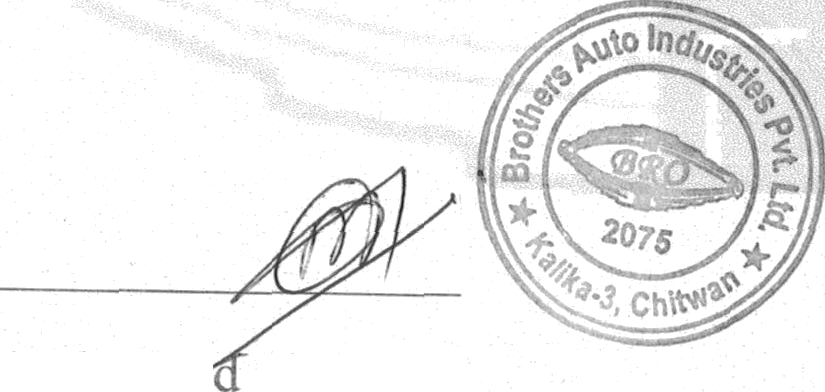 Brothers Auto Industries Pvt. Ltd.
BRO
2075
Kalika-3, Chitwan
d